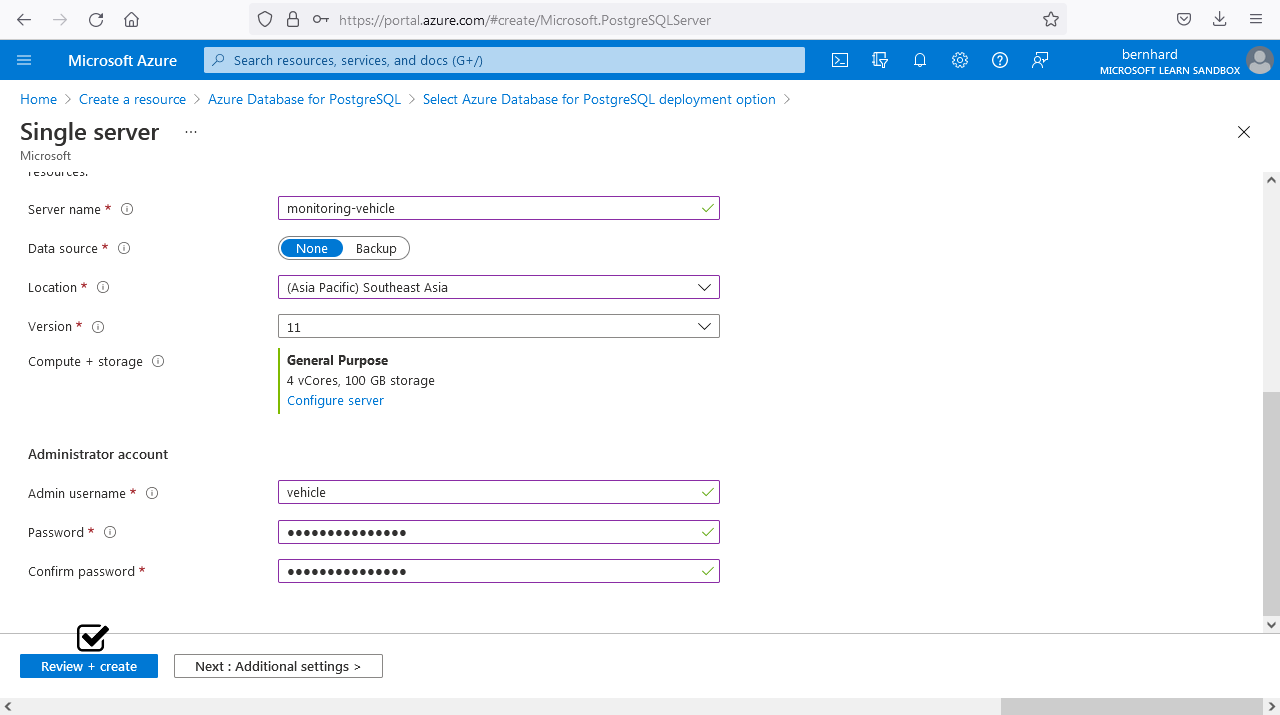 https://portal.azure.com/#create/Microsoft.PostgreSQLServer
Microsoft Azure
Search resources, services, and docs (G+/)
bernhard
MICROSOFT LEARN SANDBOX
Home > Create a resource > Azure Database for PostgreSQL > Select Azure Database for PostgreSQL deployment option >
Single server ...
Microsoft
resources.
Server name * monitoring-vehicle
Data source * None Backup
Location * (Asia Pacific) Southeast Asia
Version * 11
Compute + storage General Purpose
4 vCores, 100 GB storage
Configure server
Administrator account
Admin username * vehicle
Password * ●●●●●●●●●●●●●●●
Confirm password * ●●●●●●●●●●●●●●●
Review + create Next : Additional settings >